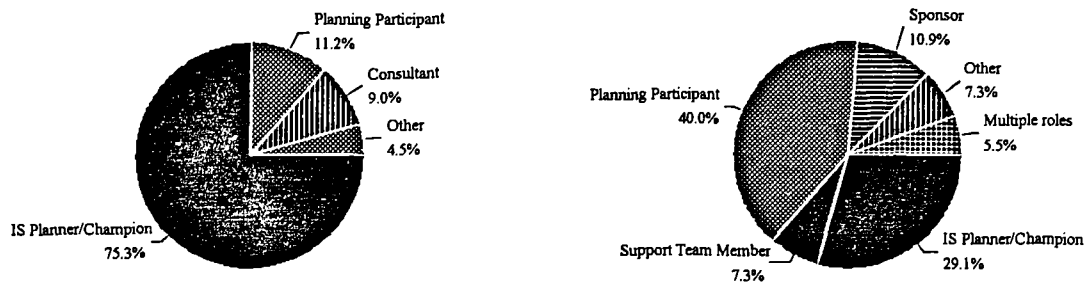 Planning Participant
11.2%
Consultant
9.0%
Other
4.5%
IS Planner/Champion
75.3%
Sponsor
10.9%
Other
7.3%
Multiple roles
5.5%
Planning Participant
40.0%
Support Team Member
7.3%
IS Planner/Champion
29.1%